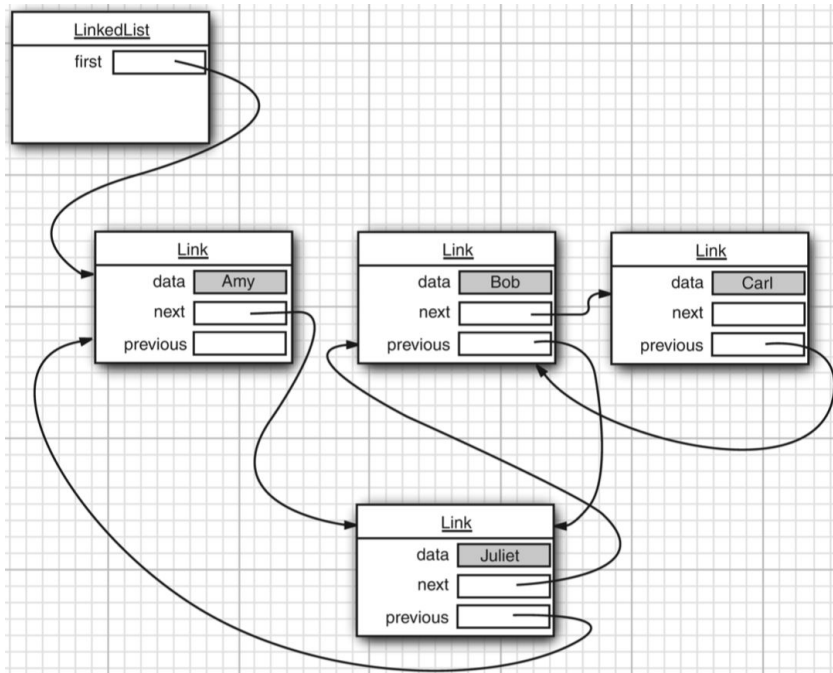 LinkedList
first
Link
data Amy
next
previous
Link
data Bob
next
previous
Link
data Carl
next
previous
Link
data Juliet
next
previous